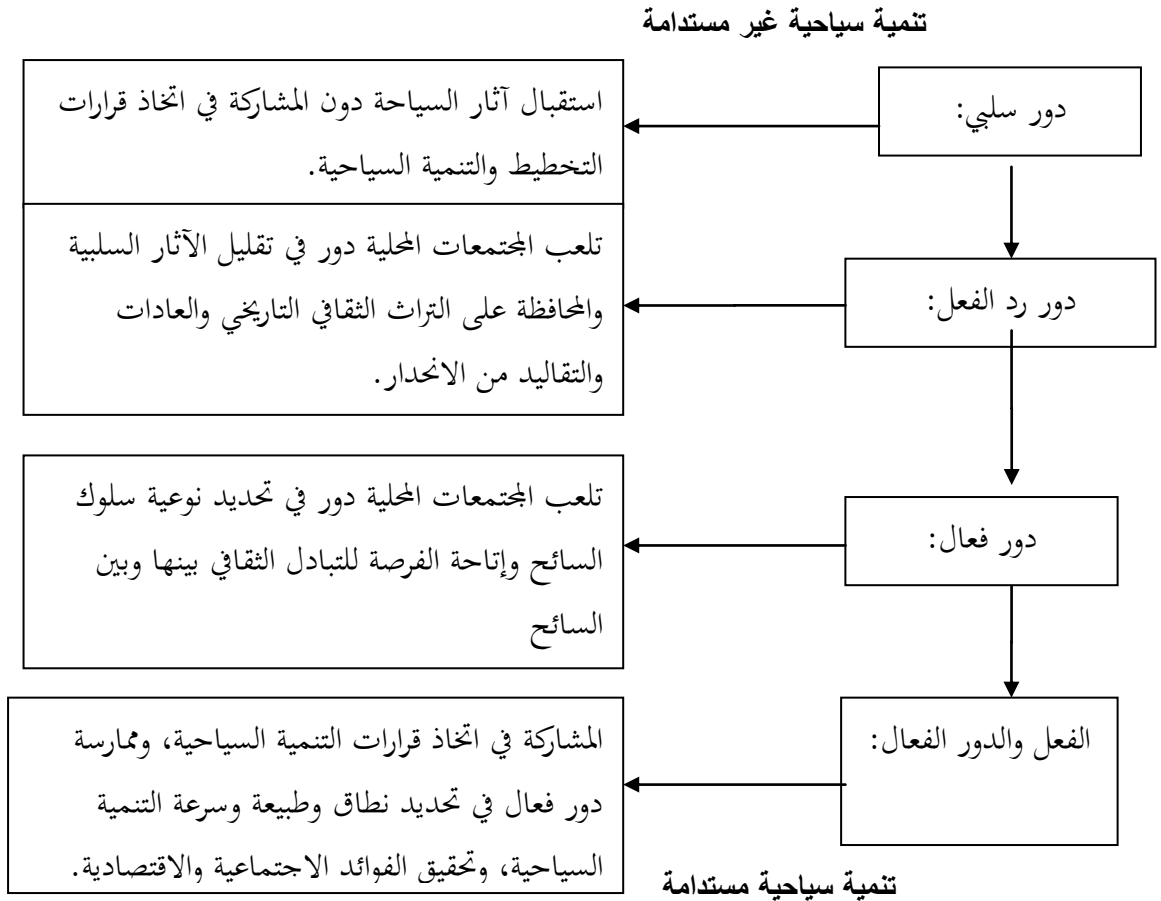 تنمية سياحية غير مستدامة
دور سلبي:
استقبال آثار السياحة دون المشاركة في اتخاذ قرارات
التخطيط والتنمية السياحية.
دور رد الفعل:
تلعب المجتمعات المحلية دور في تقليل الآثار السلبية
والمحافظة على التراث الثقافي التاريخي والعادات
والتقاليد من الانحدار.
دور فعال:
تلعب المجتمعات المحلية دور في تحديد نوعية سلوك
السائح وإتاحة الفرصة للتبادل الثقافي بينها وبين
السائح
الفعل والدور الفعال:
المشاركة في اتخاذ قرارات التنمية السياحية، وممارسة
دور فعال في تحديد نطاق وطبيعة وسرعة التنمية
السياحية، وتحقيق الفوائد الاجتماعية والاقتصادية.
تنمية سياحية مستدامة